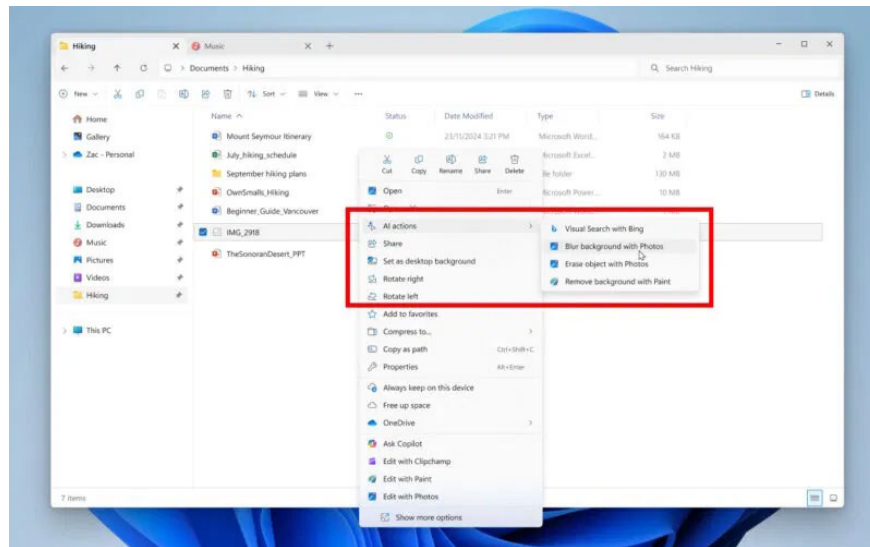 Hiking
Music
Documents > Hiking
Search Hiking
New
Sort
View
Details
Name
Status
Date Modified
Type
Size
Home
Gallery
Zac - Personal
Desktop
Documents
Downloads
Music
Pictures
Videos
Hiking
This PC
Mount Seymour Itinerary
23/11/2024 3:21 PM
Microsoft Word...
164 KB
July_hiking_schedule
Microsoft Excel...
2 MB
September hiking plans
file folder
130 MB
OwnSmalls_Hiking
Microsoft Power...
10 MB
Beginner_Guide_Vancouver
IMG_2918
TheSonoranDesert_PPT
Cut
Copy
Rename
Share
Delete
Open
Enter
AI actions
Share
Set as desktop background
Rotate right
Rotate left
Add to favorites
Compress to...
Copy as path
Ctrl+Shift+C
Properties
Alt+Enter
Always keep on this device
Free up space
OneDrive
Ask Copilot
Edit with Clipchamp
Edit with Paint
Edit with Photos
Show more options
Visual Search with Bing
Blur background with Photos
Erase object with Photos
Remove background with Paint
7 items